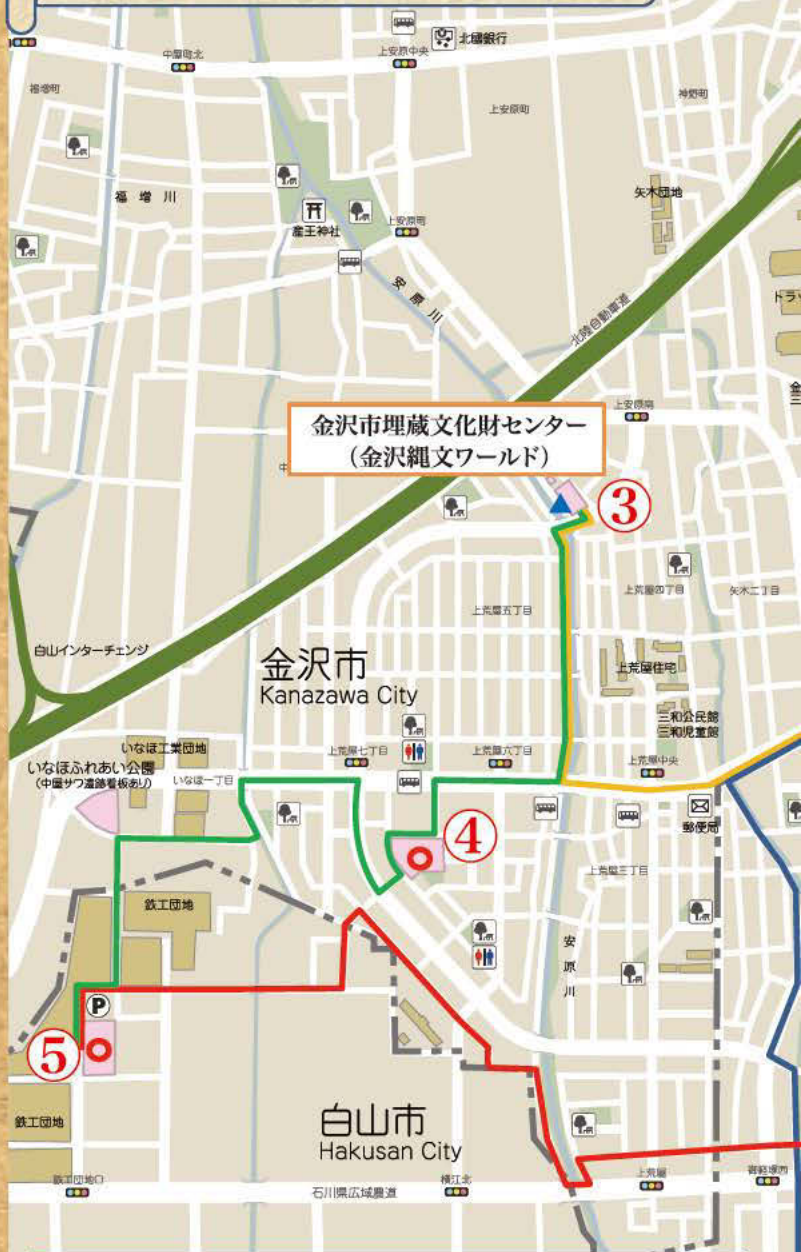 北國銀行
中屋町北
上安原中央
福増町
上安原町
神野町
福増川
矢木団地
産王神社
上安原町
安原川
トラ
北陸自動車道
上安原南
金沢市埋蔵文化財センター
(金沢縄文ワールド)
中
③
上荒屋四丁目
矢木二丁目
上荒屋五丁目
白山インターチェンジ
金沢市
Kanazawa City
上荒屋住宅
三和公民館
三和児童館
いなほ工業団地
上荒屋七丁目
上荒屋六丁目
上荒屋中央
いなほふれあい公園
(中屋サワ遺跡看板あり)
いなほ一丁目
郵便局
④
上荒屋三丁目
鉄工団地
安原川
P
⑤
鉄工団地
白山市
Hakusan City
鉄工団地口
石川県広域農道
横江北
上荒屋
御経塚西